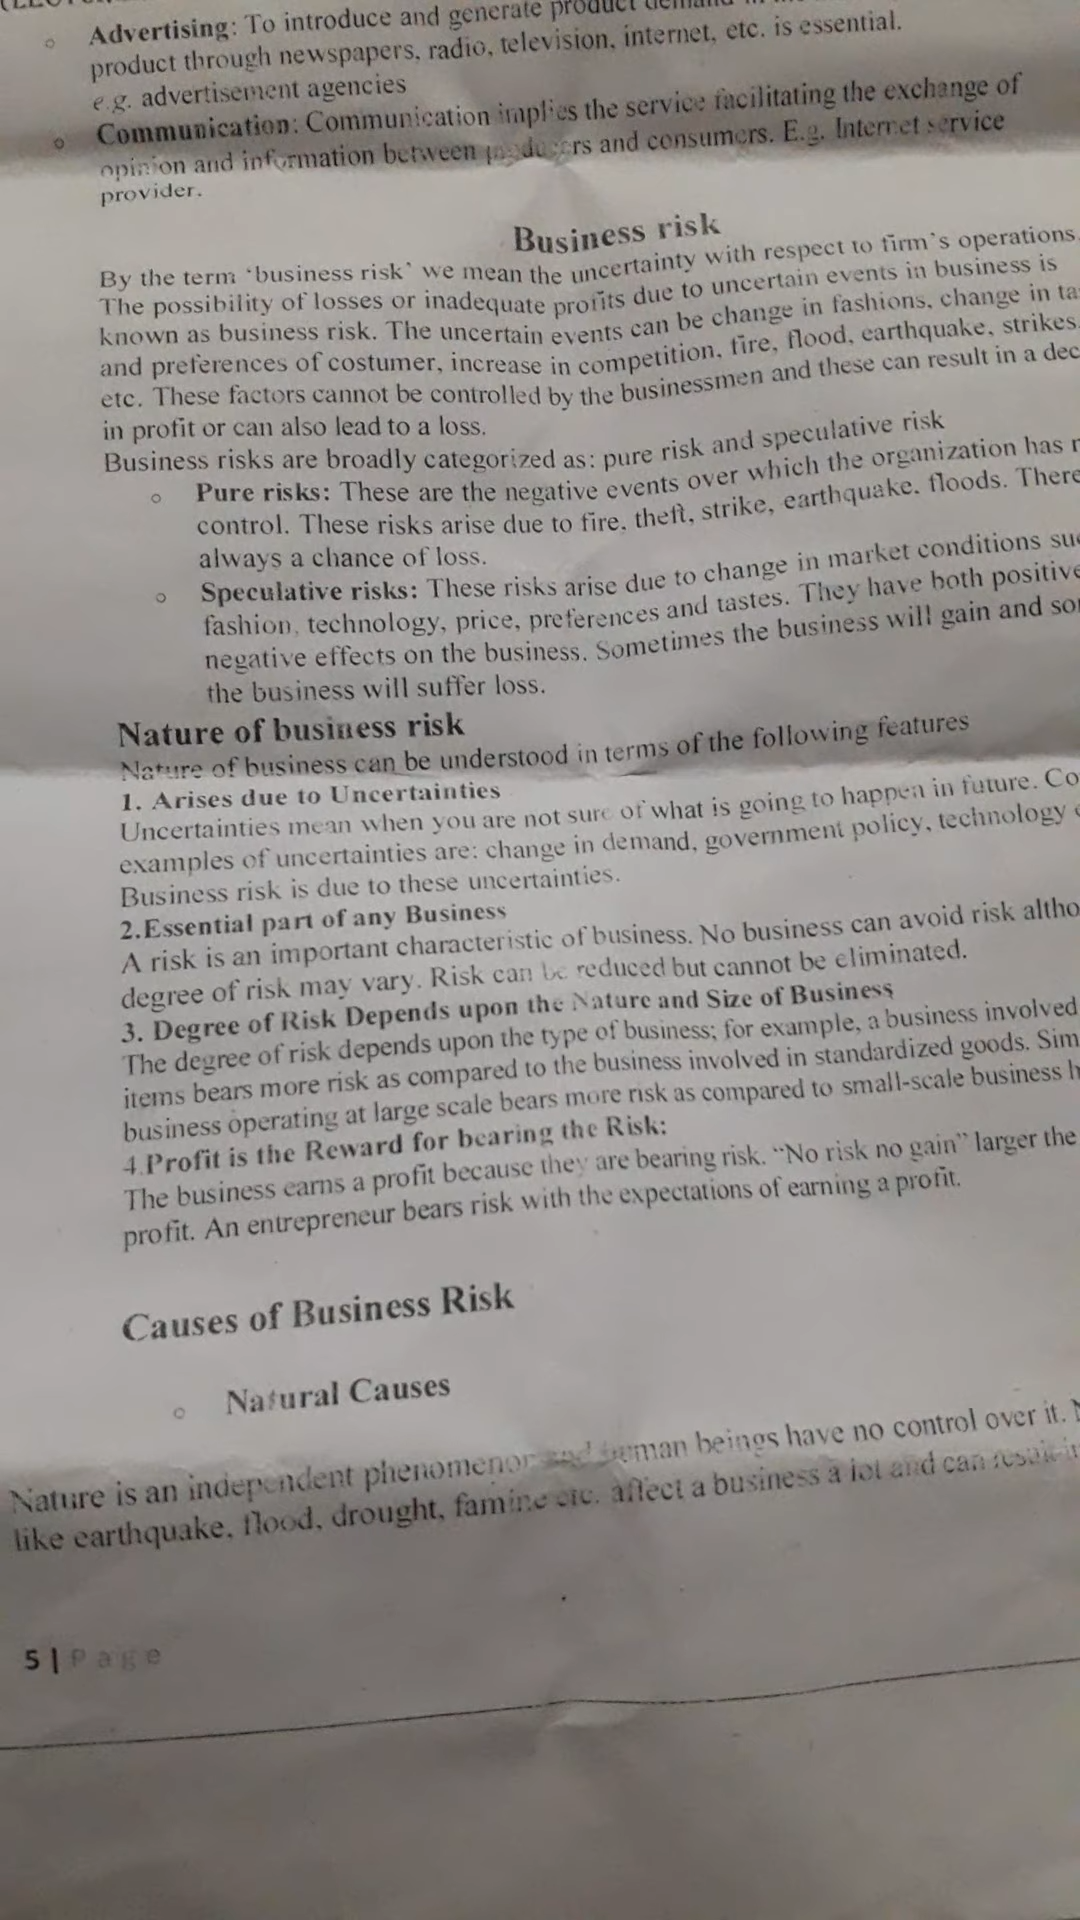 Advertising: To introduce and generate product
product through newspapers, radio, television, internet, etc. is essential.
e.g. advertisement agencies
Communication: Communication implies the service facilitating the exchange of
opinion and information between producers and consumers. E.g. Internet service
provider.
Business risk
By the term ‘business risk’ we mean the uncertainty with respect to firm’s operations.
The possibility of losses or inadequate profits due to uncertain events in business is
known as business risk. The uncertain events can be change in fashions, change in ta
and preferences of costumer, increase in competition, fire, flood, earthquake, strikes.
etc. These factors cannot be controlled by the businessmen and these can result in a dec
in profit or can also lead to a loss.
Business risks are broadly categorized as: pure risk and speculative risk
Pure risks: These are the negative events over which the organization has
control. These risks arise due to fire, theft, strike, earthquake, floods. There
always a chance of loss.
Speculative risks: These risks arise due to change in market conditions su
fashion, technology, price, preferences and tastes. They have both positive
negative effects on the business. Sometimes the business will gain and so
the business will suffer loss.
Nature of business risk
Nature of business can be understood in terms of the following features
1. Arises due to Uncertainties
Uncertainties mean when you are not sure of what is going to happen in future. Co
examples of uncertainties are: change in demand, government policy, technology
Business risk is due to these uncertainties.
2.Essential part of any Business
A risk is an important characteristic of business. No business can avoid risk altho
degree of risk may vary. Risk can be reduced but cannot be eliminated.
3. Degree of Risk Depends upon the Nature and Size of Business
The degree of risk depends upon the type of business; for example, a business involved
items bears more risk as compared to the business involved in standardized goods. Sim
business operating at large scale bears more risk as compared to small-scale business h
4.Profit is the Reward for bearing the Risk:
The business earns a profit because they are bearing risk. “No risk no gain” larger the
profit. An entrepreneur bears risk with the expectations of earning a profit.
Causes of Business Risk
Natural Causes
Nature is an independent phenomenon and human beings have no control over it.
like earthquake, flood, drought, famine etc. affect a business a lot and can result in
5 | Page